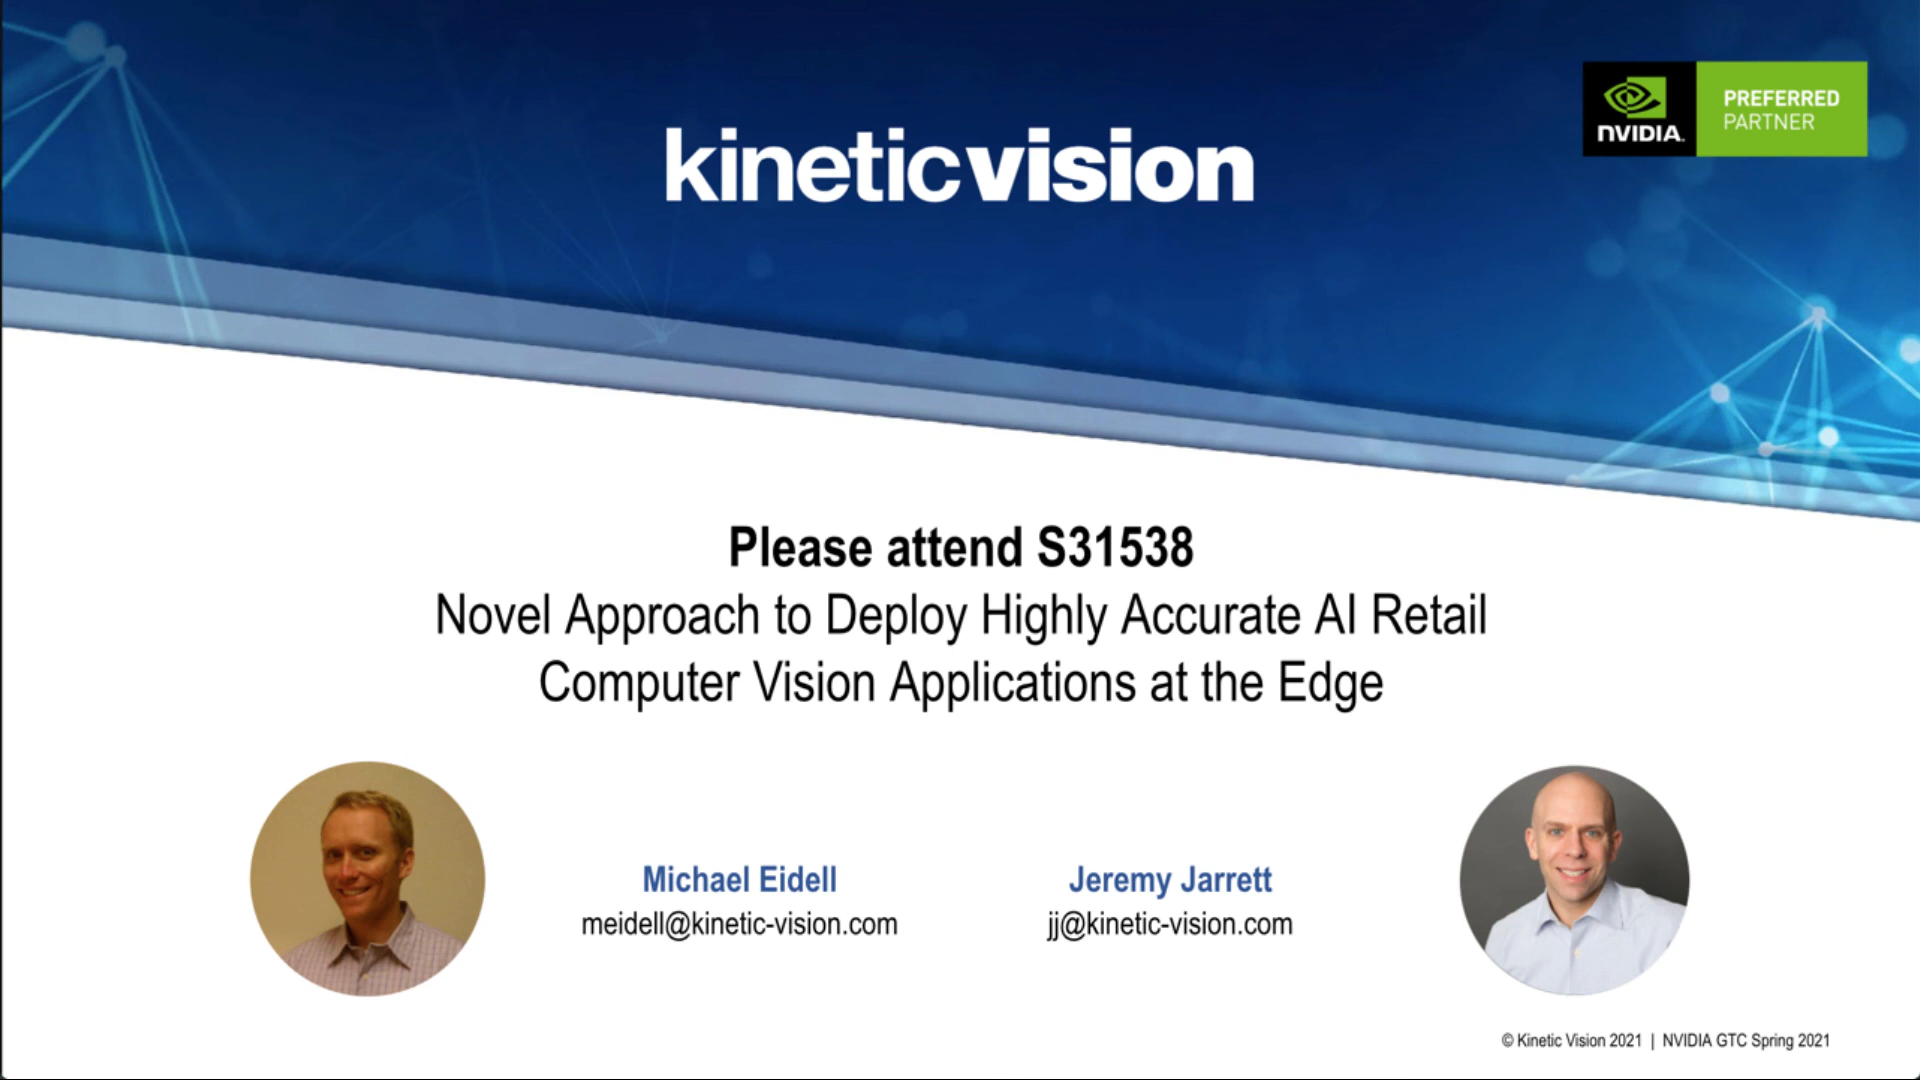 kineticvision
NVIDIA.
PREFERRED
PARTNER
Please attend S31538
Novel Approach to Deploy Highly Accurate AI Retail
Computer Vision Applications at the Edge
Michael Eidell
meidell@kinetic-vision.com
Jeremy Jarrett
jj@kinetic-vision.com
© Kinetic Vision 2021 | NVIDIA GTC Spring 2021